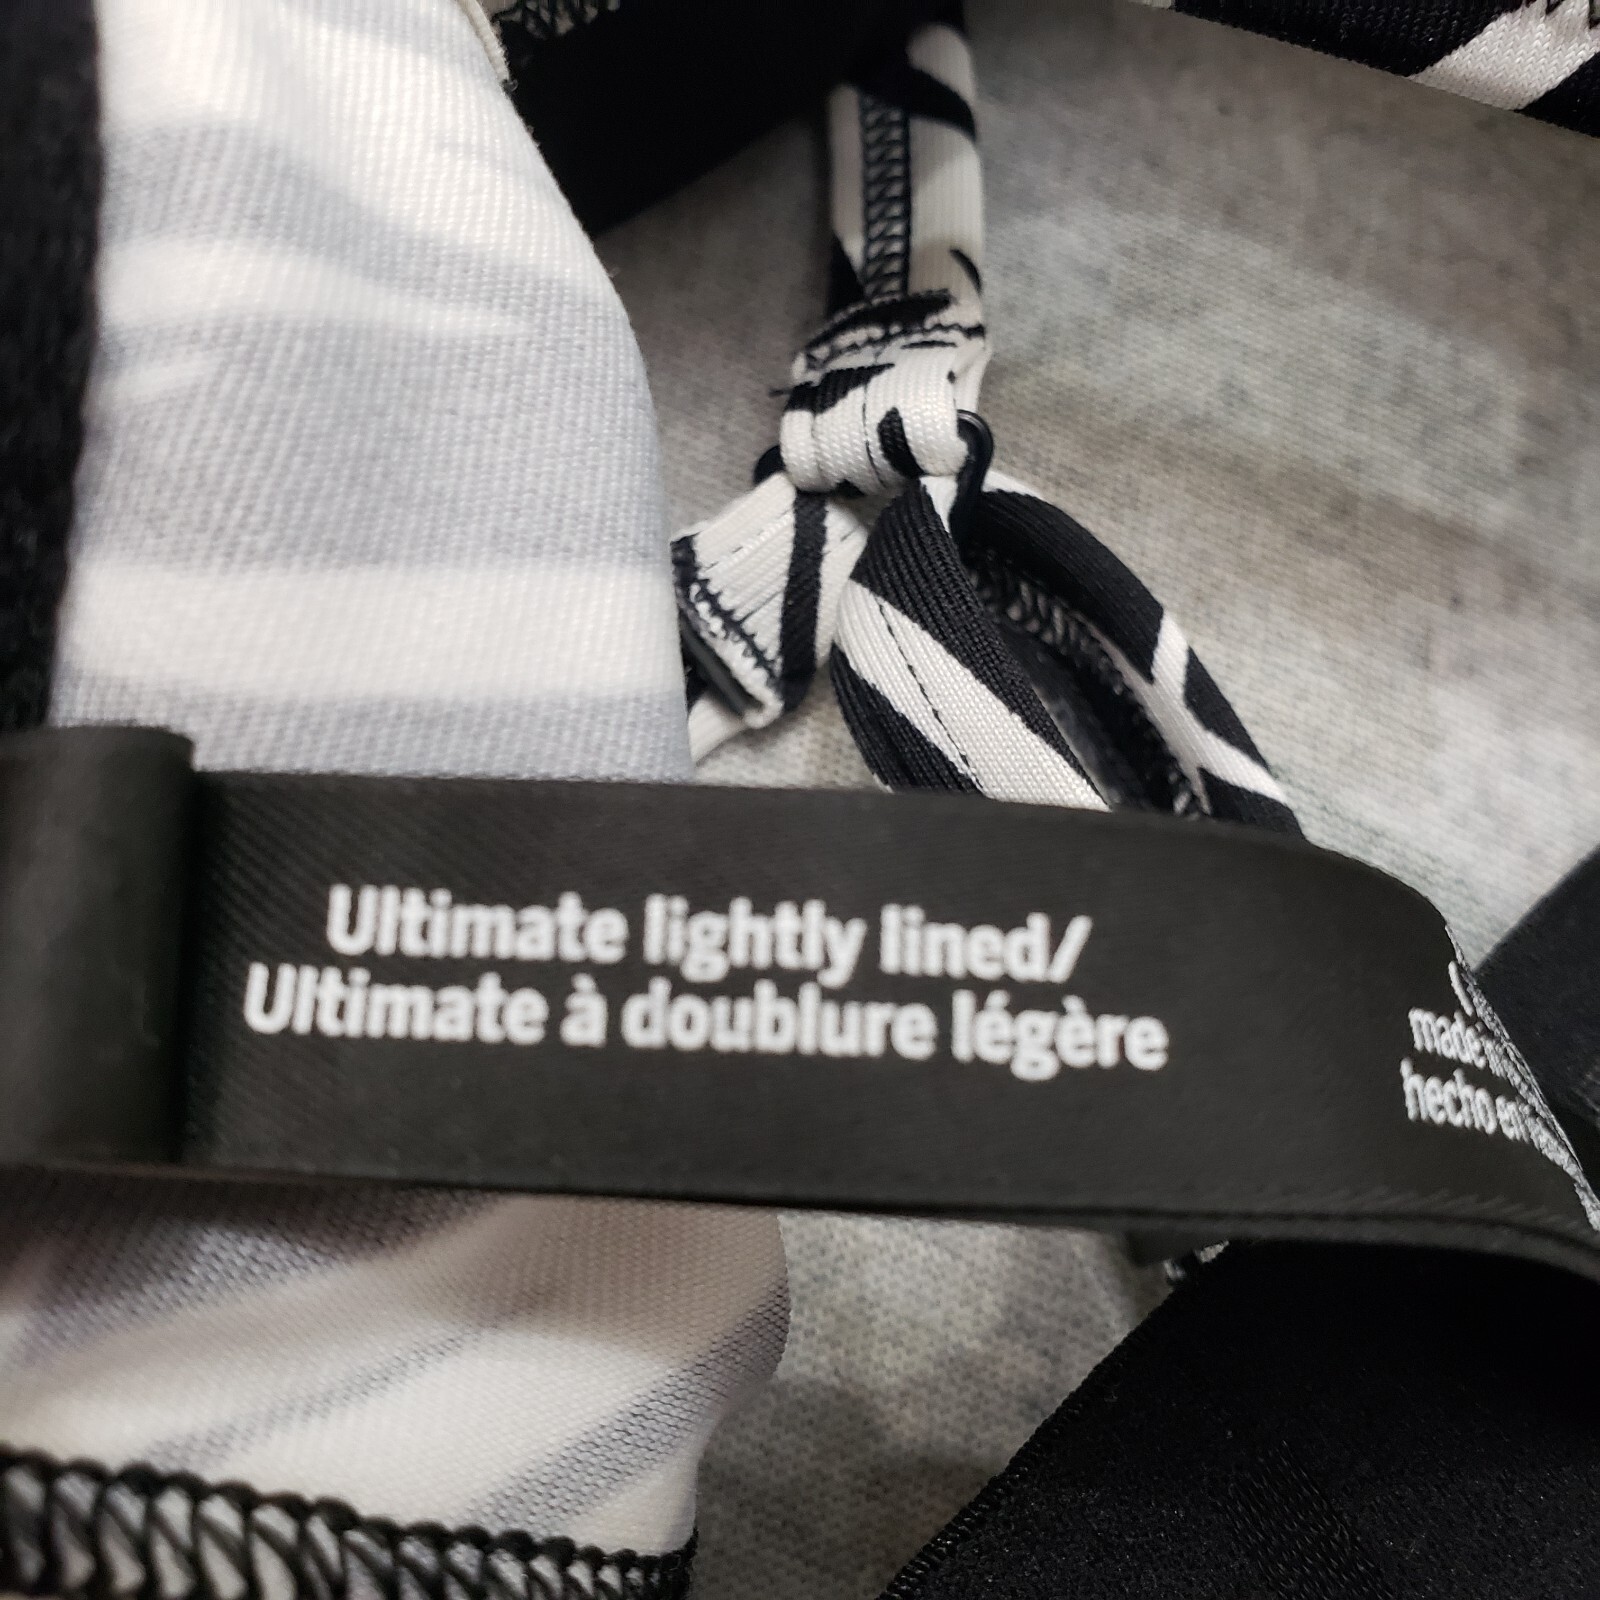 Ultimate lightly lined/
Ultimate à doublure légère
made
hecho en